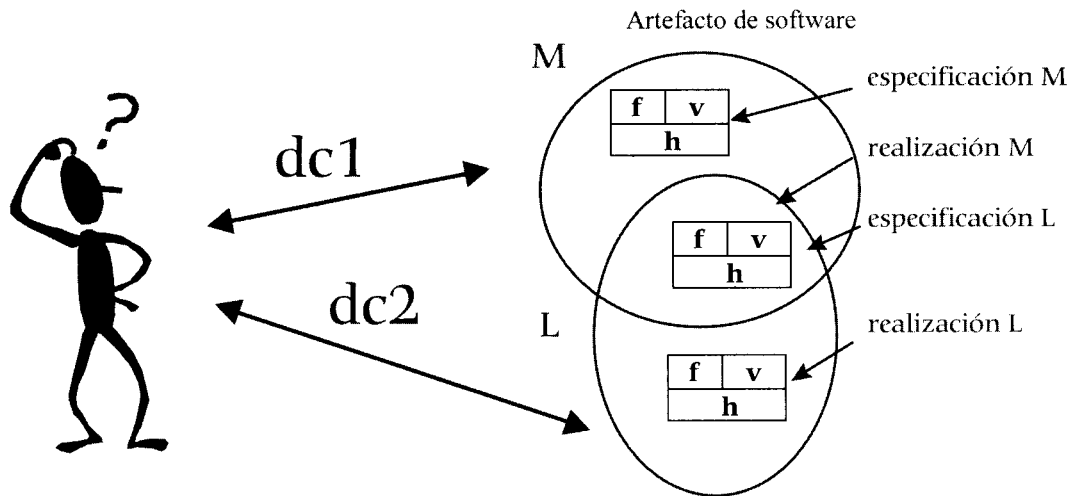 Artefacto de software
M
especificación M
f v
h
?
dc1
realización M
especificación L
f v
h
dc2
L
realización L
f v
h